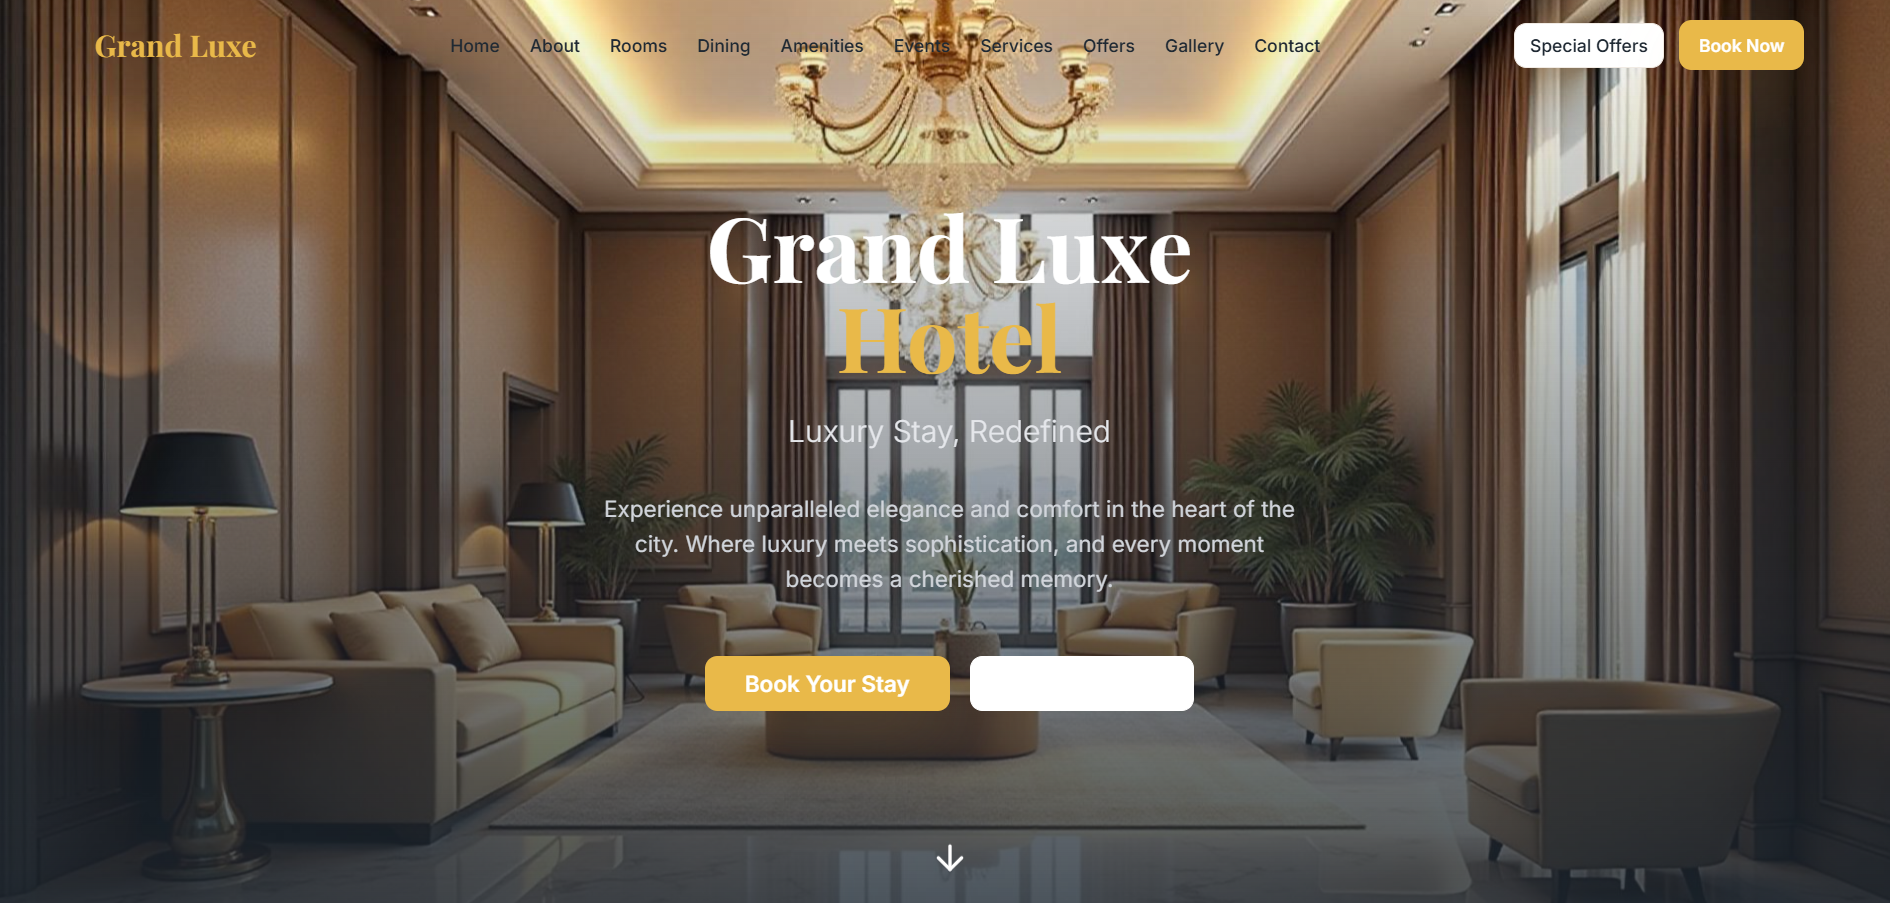 Grand Luxe
Home About Rooms Dining Amenities Events Services Offers Gallery Contact
Special Offers
Book Now
Grand Luxe
Hotel
Luxury Stay, Redefined
Experience unparalleled elegance and comfort in the heart of the
city. Where luxury meets sophistication, and every moment
becomes a cherished memory.
Book Your Stay